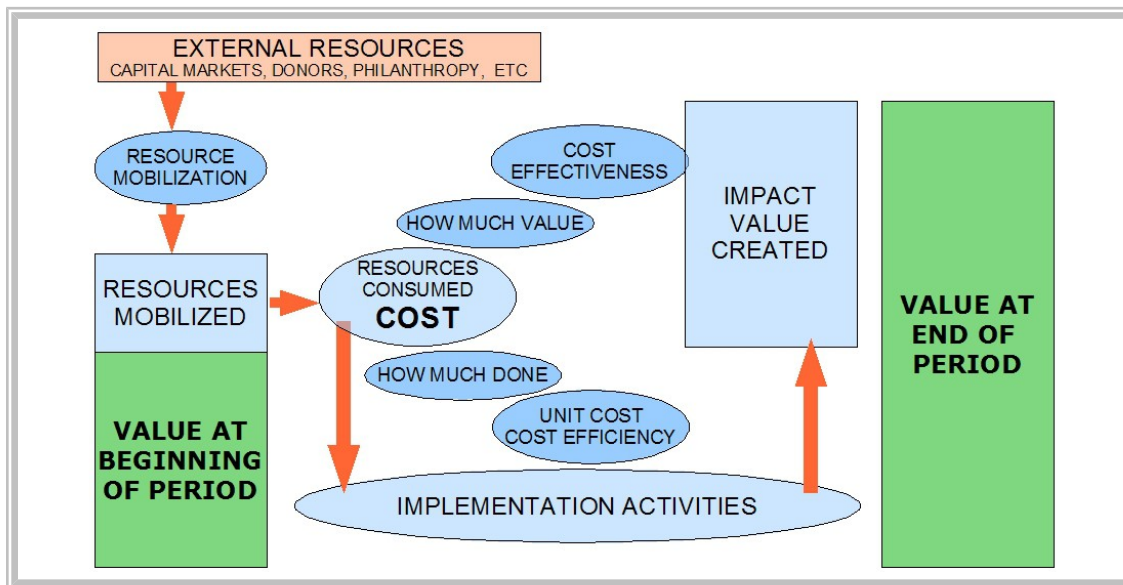 EXTERNAL RESOURCES
CAPITAL MARKETS, DONORS, PHILANTHROPY, ETC
RESOURCE
MOBILIZATION
RESOURCES
MOBILIZED
VALUE AT
BEGINNING
OF PERIOD
COST
EFFECTIVENESS
HOW MUCH VALUE
RESOURCES
CONSUMED
COST
HOW MUCH DONE
UNIT COST
COST EFFICIENCY
IMPLEMENTATION ACTIVITIES
IMPACT
VALUE
CREATED
VALUE AT
END OF
PERIOD